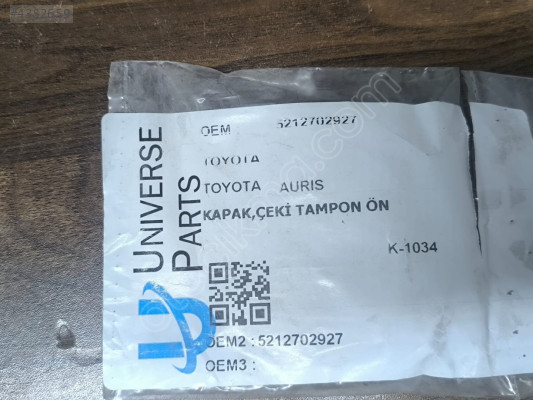 UNIVERSE
PARTS
OEM 5212702927
TOYOTA
TOYOTA AURIS
KAPAK,ÇEKİ TAMPON ÖN
K-1034
OEM2 : 5212702927
OEM3 :